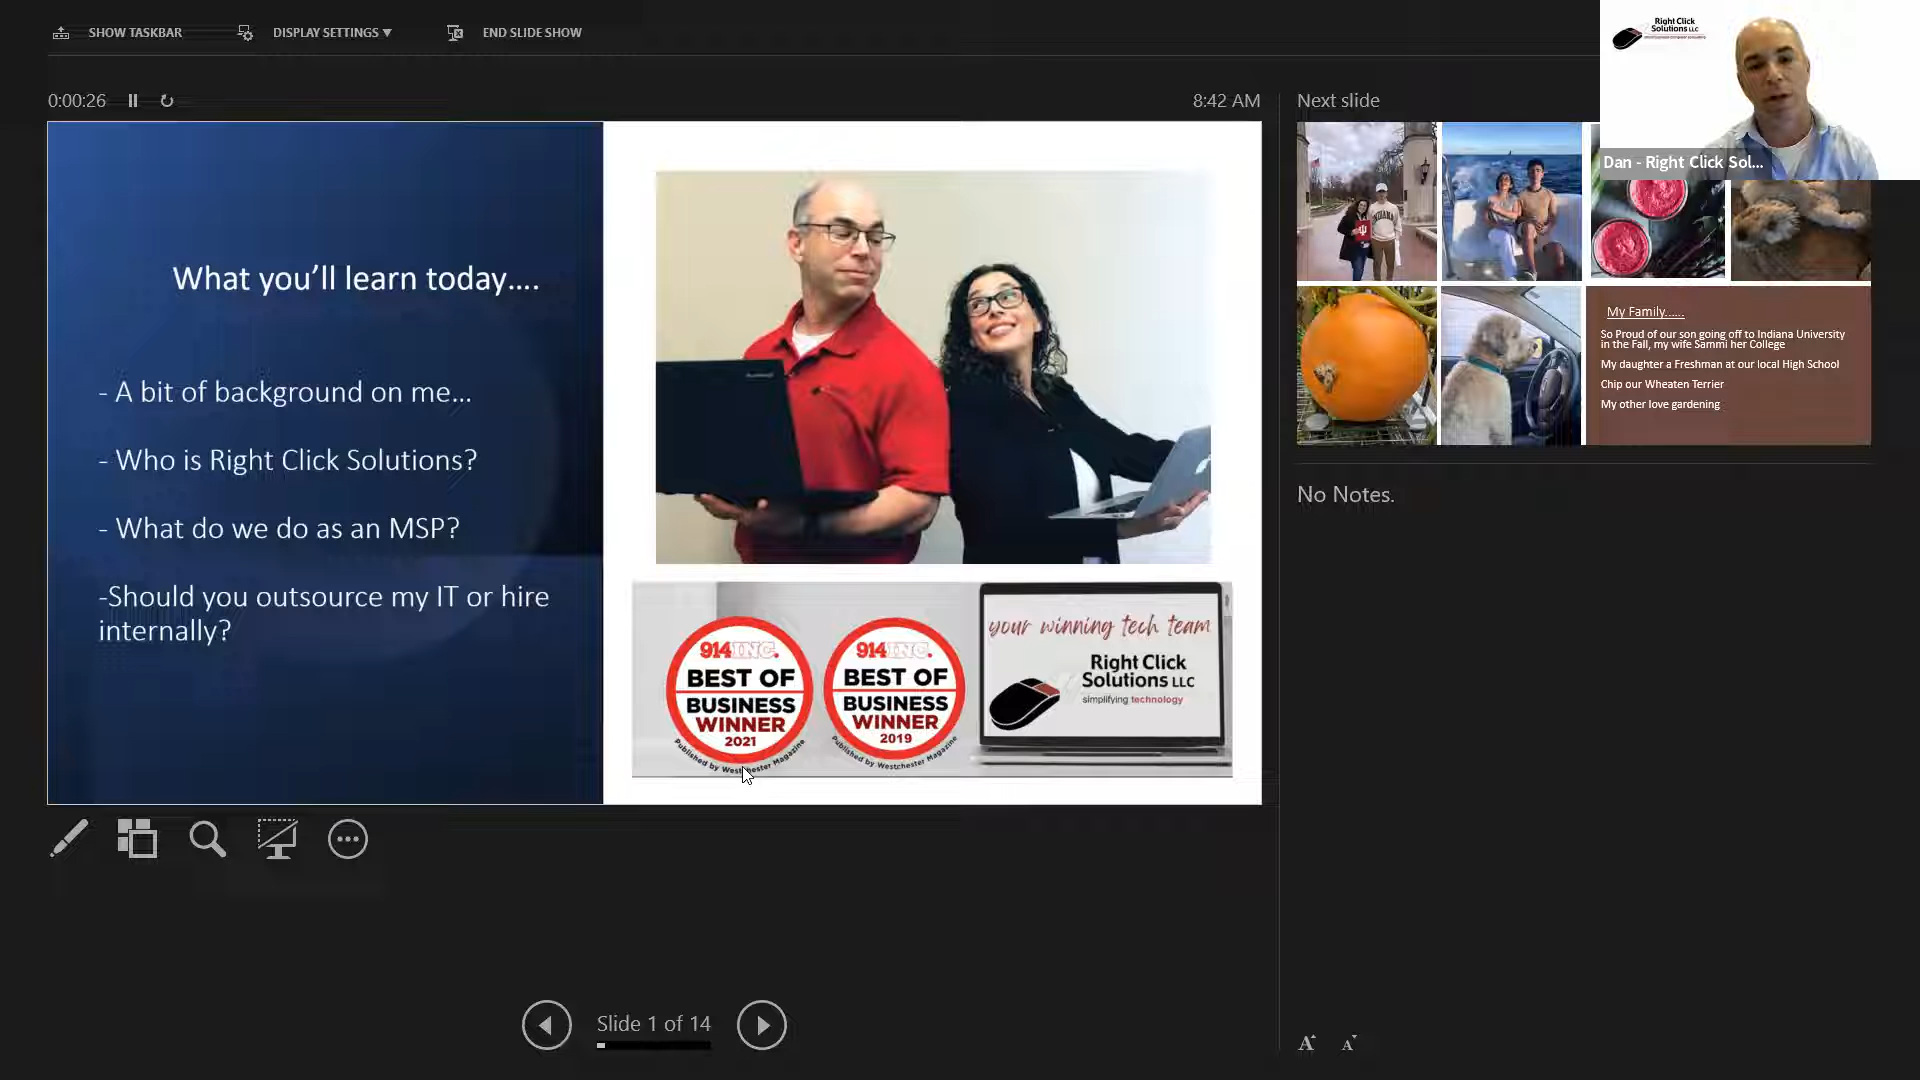 SHOW TASKBAR
DISPLAY SETTINGS ▼
END SLIDE SHOW
0:00:26
8:42 AM
Next slide
Right Click
Solutions LLC
Dan - Right Click Sol...
What you’ll learn today....
- A bit of background on me...
- Who is Right Click Solutions?
- What do we do as an MSP?
-Should you outsource my IT or hire
internally?
914INC.
BEST OF
BUSINESS
WINNER
2021
Published by Westchester Magazine
914INC.
BEST OF
BUSINESS
WINNER
2019
Published by Westchester Magazine
your winning tech team
Right Click
Solutions LLC
simplifying technology
INDIANA
My Family......
So Proud of our son going off to Indiana University
in the Fall, my wife Sammi her College
My daughter a Freshman at our local High School
Chip our Wheaten Terrier
My other love gardening
No Notes.
Slide 1 of 14
A
A